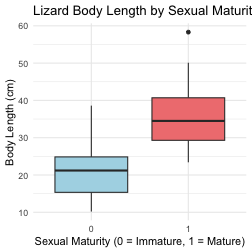 Lizard Body Length by Sexual Maturit
60
50
40
30
20
10
Body Length (cm)
0
1
Sexual Maturity (0 = Immature, 1 = Mature)